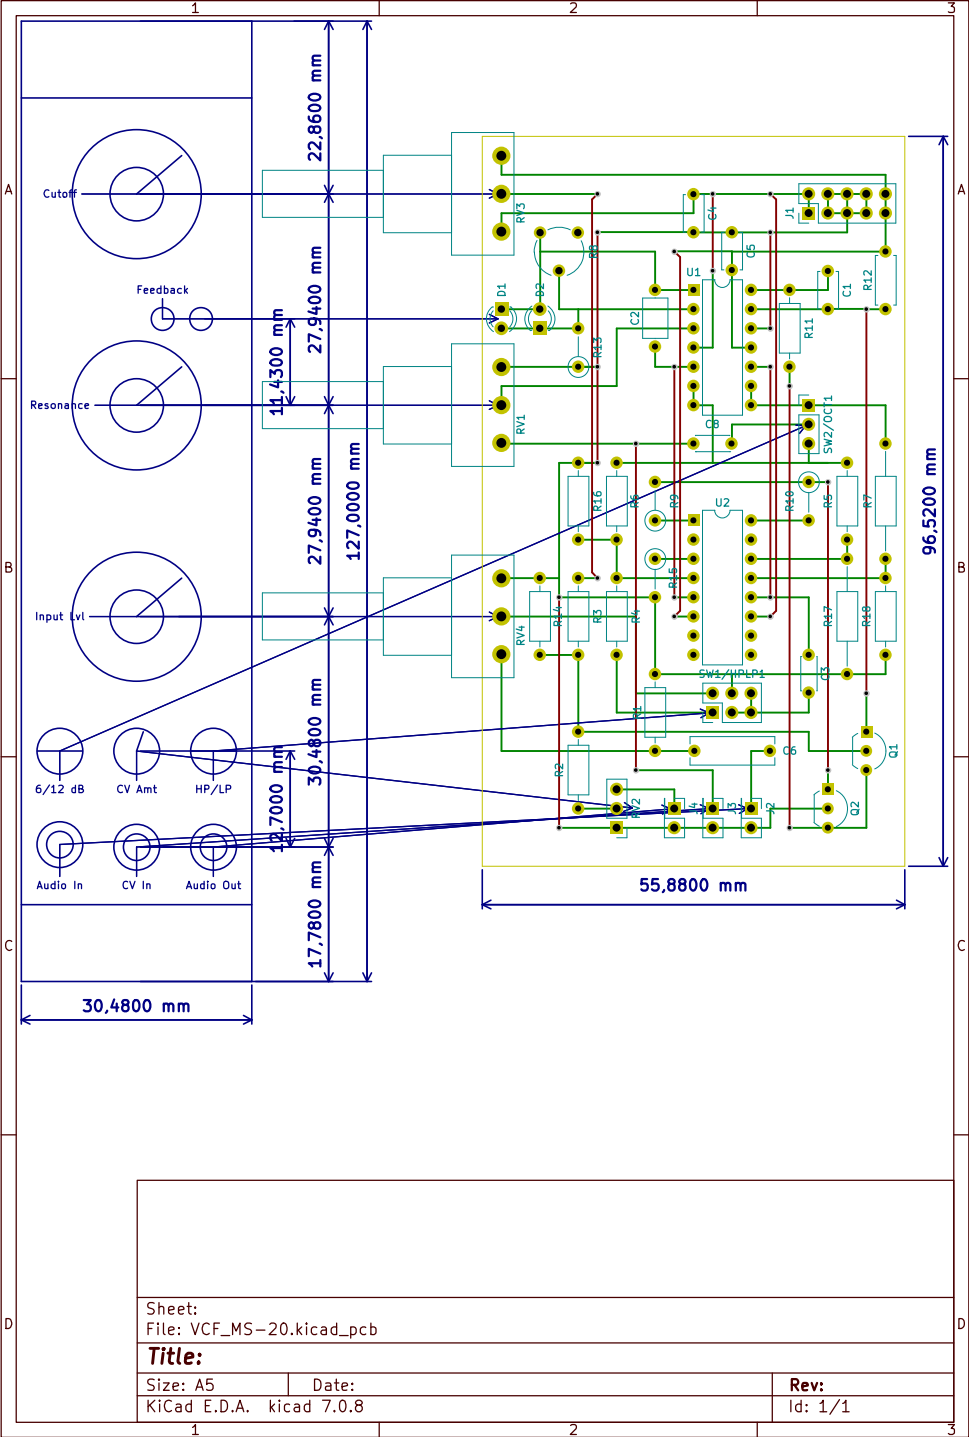 1
2
3
A
A
B
B
C
C
D
D
1
2
3
22,8600 mm
27,9400 mm
11,4300 mm
27,9400 mm
127,0000 mm
30,4800 mm
12,7000 mm
17,7800 mm
30,4800 mm
55,8800 mm
96,5200 mm
Cutoff
Feedback
Resonance
Input Lvl
6/12 dB
CV Amt
HP/LP
Audio In
CV In
Audio Out
RV3
C4
J1
R8
C5
R12
U1
D1
D2
C1
C2
R11
R13
RV1
C8
SW2/OCT1
R16
R6
R9
R10
R5
R7
U2
R15
R14
R3
R4
R17
R18
RV4
SW1/HPLP1
C3
R1
C6
Q1
R2
RV2
J4
J3
J2
Q2
Sheet:
File: VCF_MS-20.kicad_pcb
Title:
Size: A5
Date:
Rev:
KiCad E.D.A. kicad 7.0.8
Id: 1/1